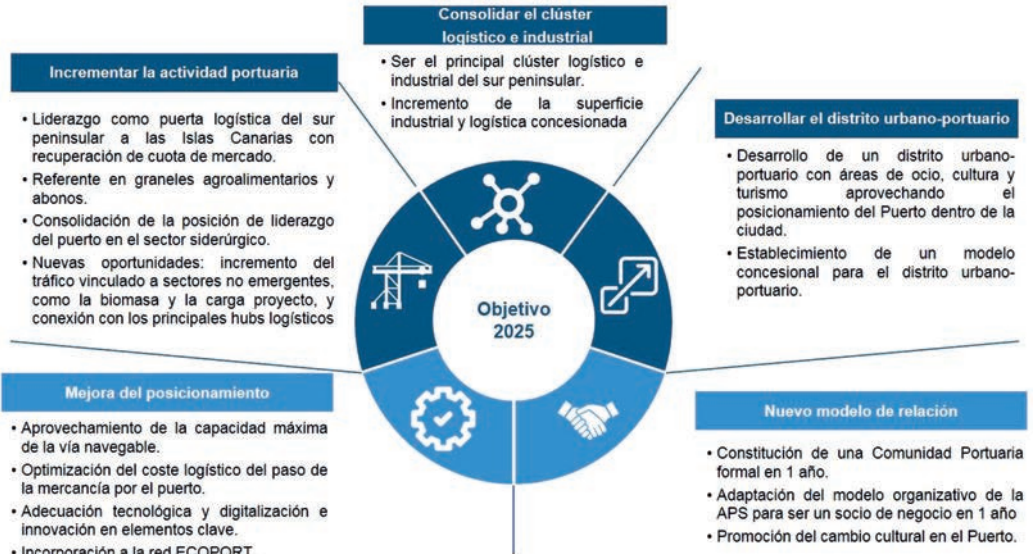 Consolidar el clúster
logístico e industrial
• Ser el principal clúster logístico e
industrial del sur peninsular.
• Incremento de la superficie
industrial y logística concesionada
Incrementar la actividad portuaria
• Liderazgo como puerta logística del sur
peninsular a las Islas Canarias con
recuperación de cuota de mercado.
• Referente en graneles agroalimentarios y
abonos.
• Consolidación de la posición de liderazgo
del puerto en el sector siderúrgico.
• Nuevas oportunidades: incremento del
tráfico vinculado a sectores no emergentes,
como la biomasa y la carga proyecto, y
conexión con los principales hubs logísticos
Desarrollar el distrito urbano-portuario
• Desarrollo de un distrito urbano-
portuario con áreas de ocio, cultura y
turismo aprovechando el
posicionamiento del Puerto dentro de la
ciudad.
• Establecimiento de un modelo
concesional para el distrito urbano-
portuario.
Objetivo
2025
Mejora del posicionamiento
• Aprovechamiento de la capacidad máxima
de la vía navegable.
• Optimización del coste logístico del paso de
la mercancía por el puerto.
• Adecuación tecnológica y digitalización e
innovación en elementos clave.
• Incorporación a la red ECOPORT
Nuevo modelo de relación
• Constitución de una Comunidad Portuaria
formal en 1 año.
• Adaptación del modelo organizativo de la
APS para ser un socio de negocio en 1 año
• Promoción del cambio cultural en el Puerto.